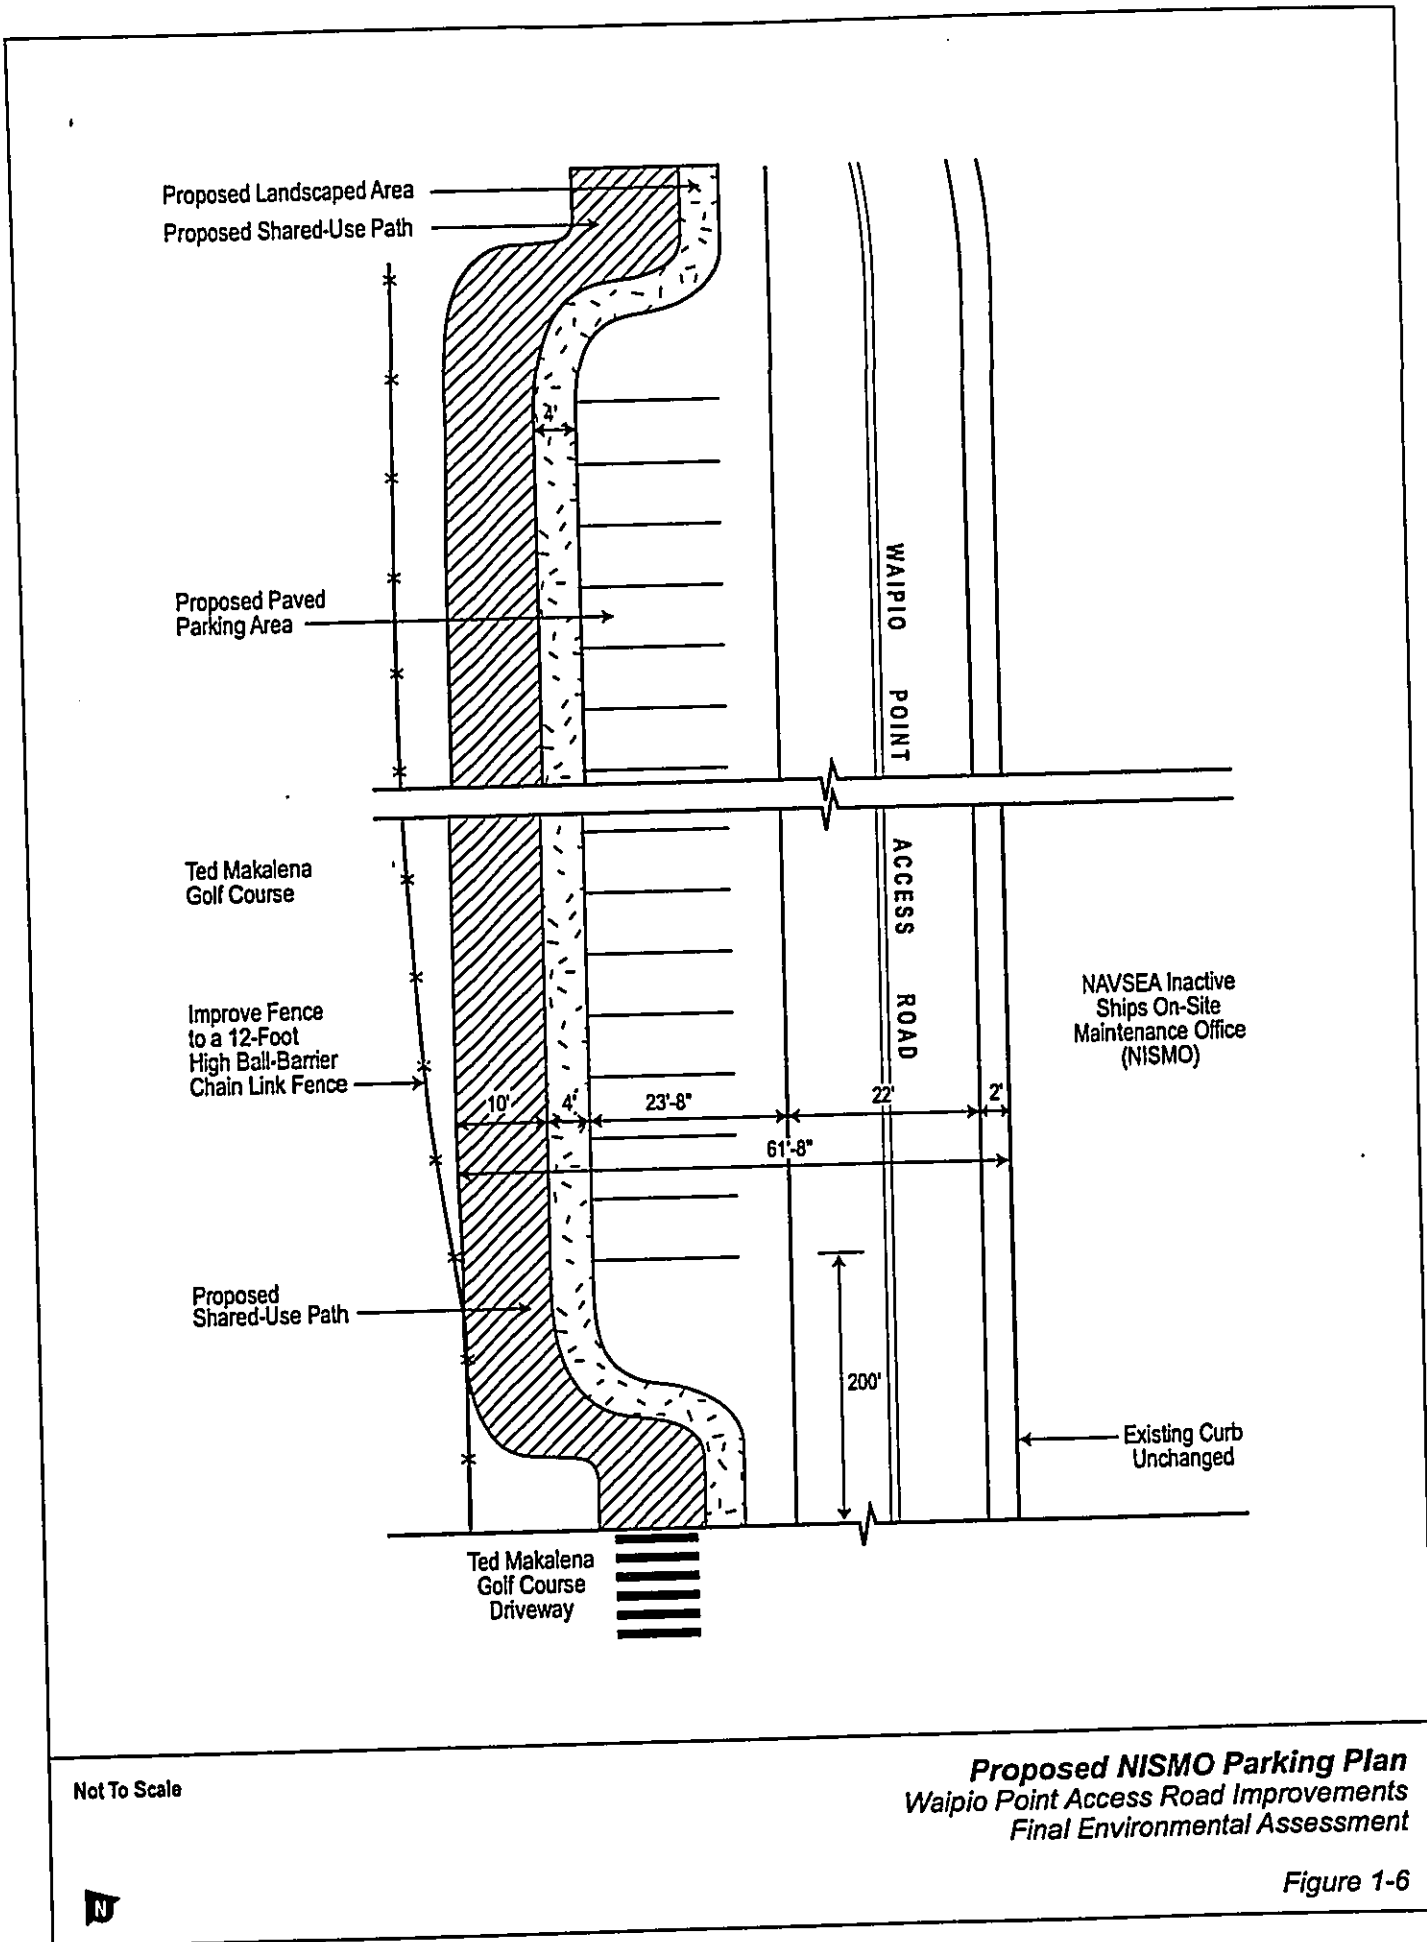 Proposed Landscaped Area
Proposed Shared-Use Path
4'
Proposed Paved
Parking Area
WAIPIO POINT ACCESS ROAD
Ted Makalena
Golf Course
Improve Fence
to a 12-Foot
High Ball-Barrier
Chain Link Fence
NAVSEA Inactive
Ships On-Site
Maintenance Office
(NISMO)
10'
4'
23'-8"
22'
2'
61'-8"
Proposed
Shared-Use Path
200'
Existing Curb
Unchanged
Ted Makalena
Golf Course
Driveway
Not To Scale
Proposed NISMO Parking Plan
Waipio Point Access Road Improvements
Final Environmental Assessment
Figure 1-6
N